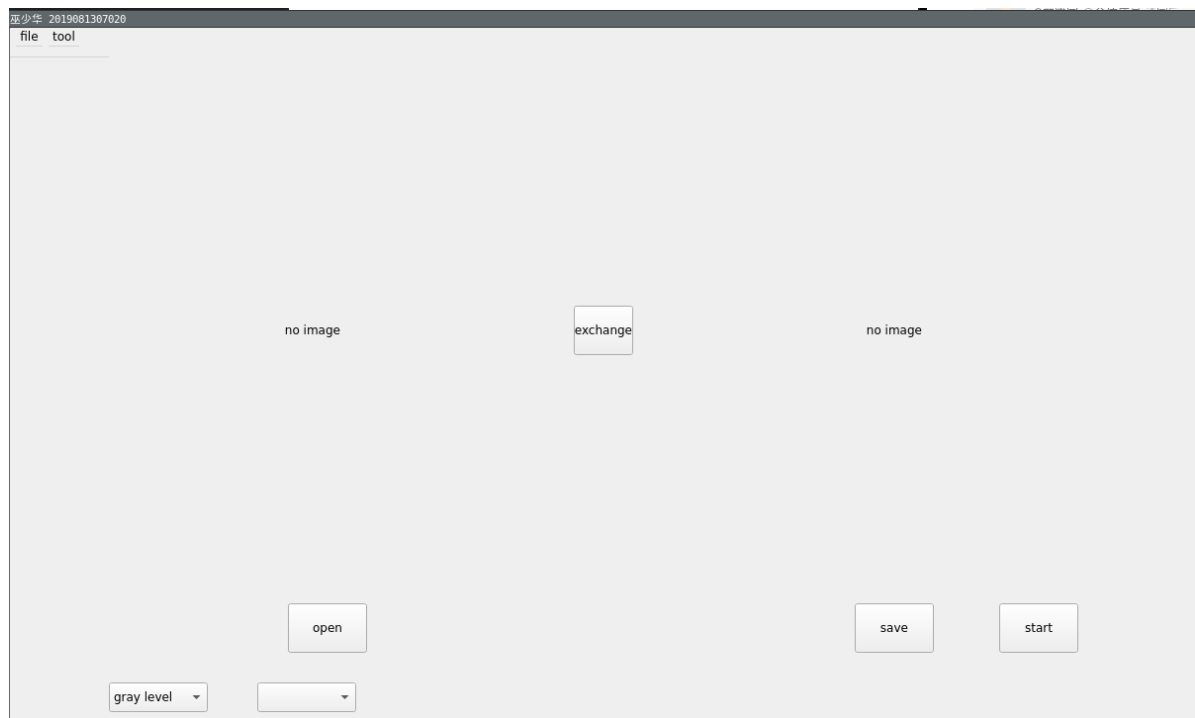 巫少华 2019081307020
file tool
no image exchange no image
open save start
gray level